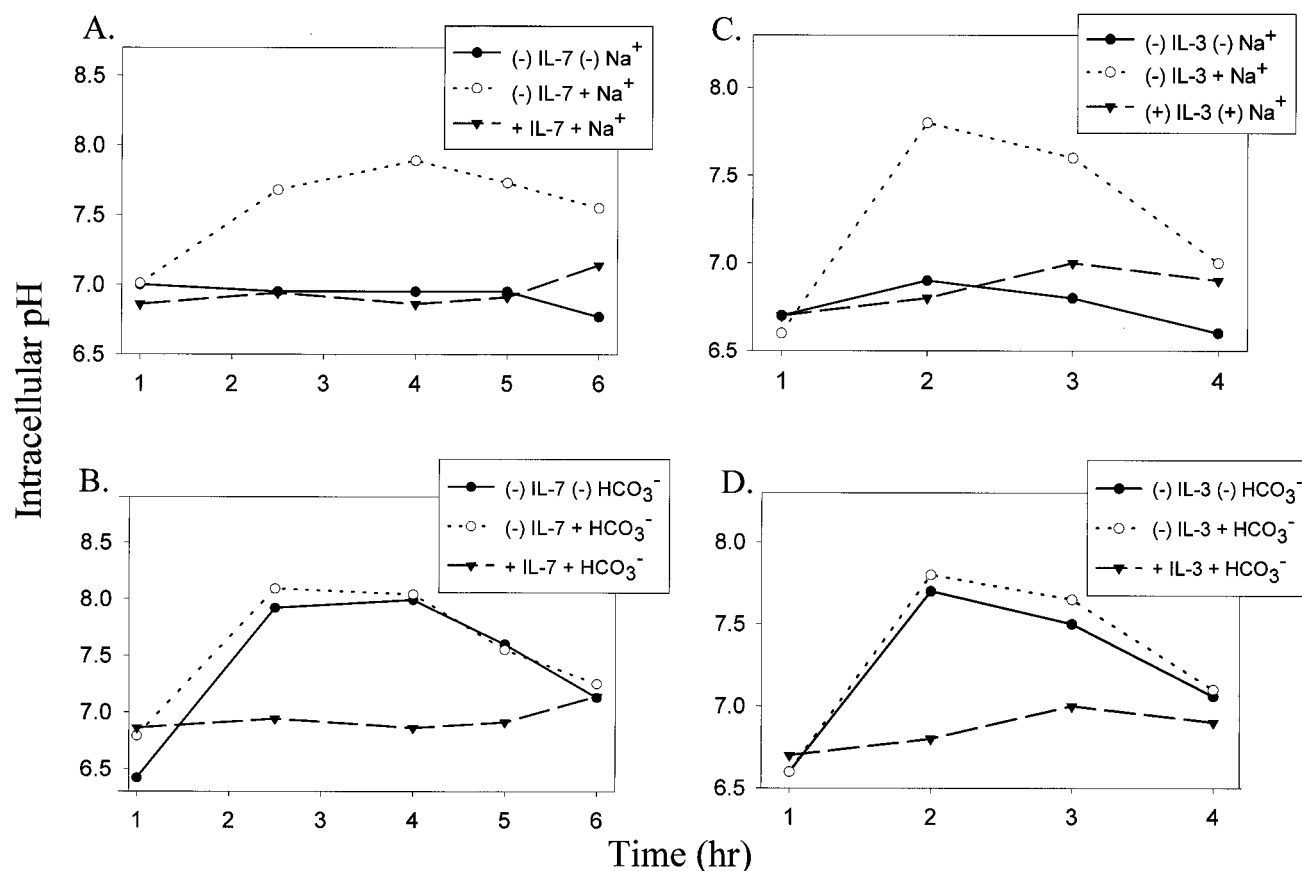 A.
(-) IL-7 (-) Na+
(-) IL-7 + Na+
+ IL-7 + Na+
8.5
8.0
7.5
7.0
6.5
1 2 3 4 5 6
C.
(-) IL-3 (-) Na+
(-) IL-3 + Na+
(+) IL-3 (+) Na+
8.0
7.5
7.0
6.5
1 2 3 4
Intracellular pH
B.
(-) IL-7 (-) HCO3-
(-) IL-7 + HCO3-
+ IL-7 + HCO3-
8.5
8.0
7.5
7.0
6.5
1 2 3 4 5 6
D.
(-) IL-3 (-) HCO3-
(-) IL-3 + HCO3-
+ IL-3 + HCO3-
8.0
7.5
7.0
6.5
1 2 3 4
Time (hr)